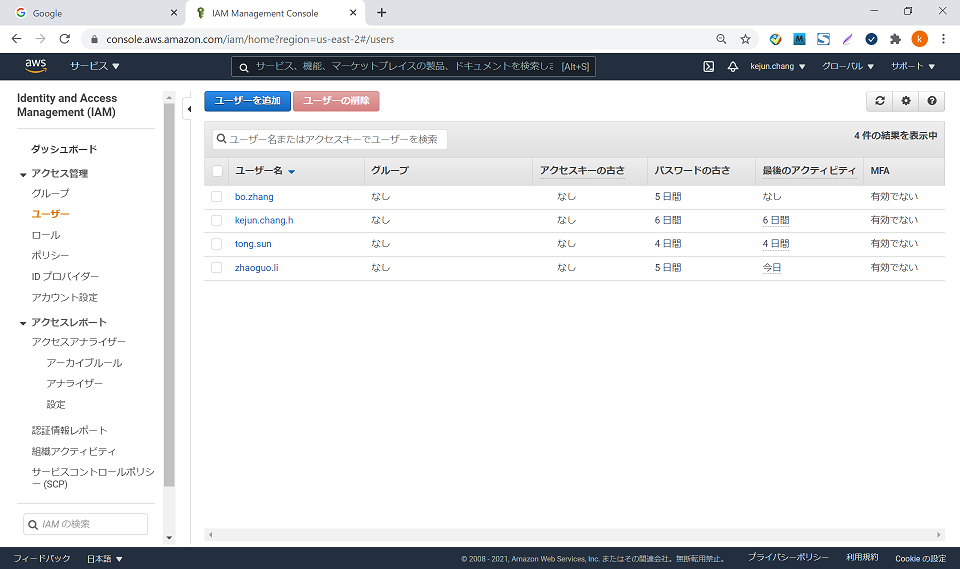 Google
IAM Management Console
console.aws.amazon.com/iam/home?region=us-east-2#/users
k
aws
サービス
サービス、機能、マーケットプレイスの製品、ドキュメントを検索しま
[Alt+S]
kejun.chang
グローバル
サポート
Identity and Access
Management (IAM)
ダッシュボード
アクセス管理
グループ
ユーザー
ロール
ポリシー
ID プロバイダー
アカウント設定
アクセスレポート
アクセスアナライザー
アーカイブルール
アナライザー
設定
認証情報レポート
組織アクティビティ
サービスコントロールポリシ
ー (SCP)
IAM の検索
ユーザーを追加
ユーザーの削除
ユーザー名またはアクセスキーでユーザーを検索
4 件の結果を表示中
ユーザー名 グループ アクセスキーの古さ パスワードの古さ 最後のアクティビティ MFA
bo.zhang なし なし 5 日間 なし 有効でない
kejun.chang.h なし なし 6 日間 6 日間 有効でない
tong.sun なし なし 4 日間 4 日間 有効でない
zhaoguo.li なし なし 5 日間 今日 有効でない
フィードバック
日本語
© 2008 - 2021, Amazon Web Services, Inc. またはその関連会社。無断転用禁止。
プライバシーポリシー
利用規約
Cookie の設定